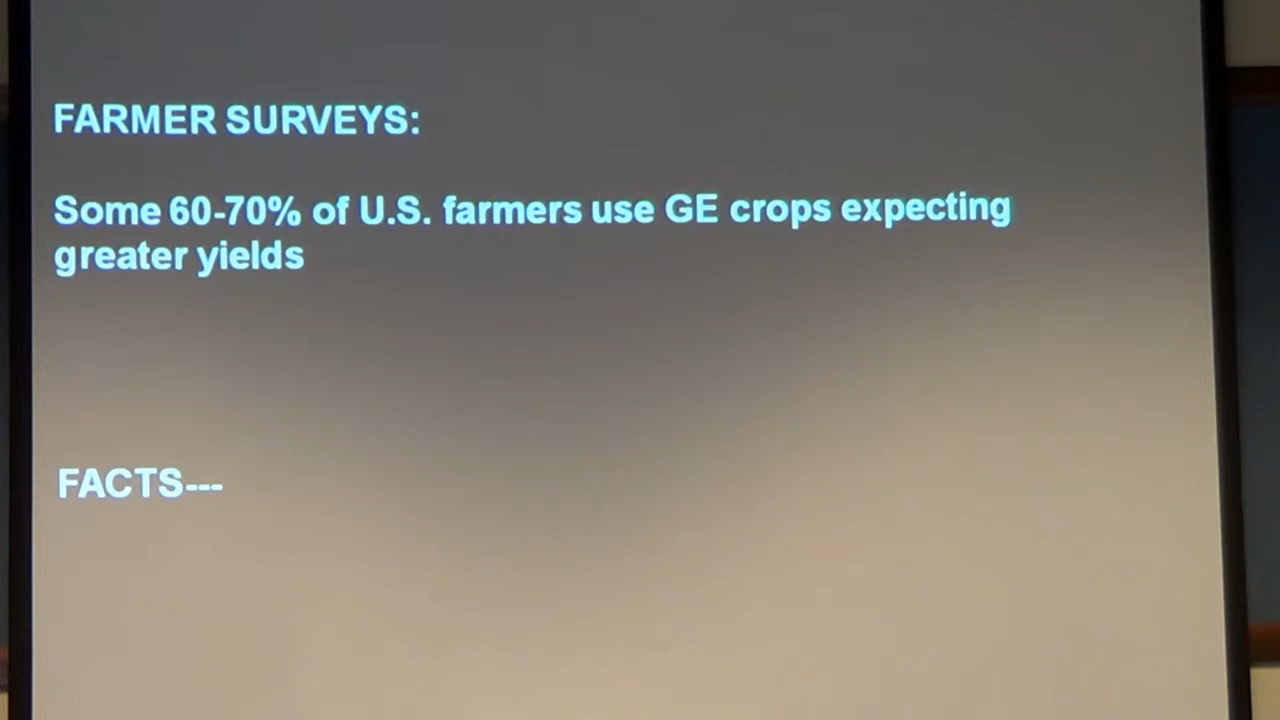 FARMER SURVEYS:
Some 60-70% of U.S. farmers use GE crops expecting
greater yields
FACTS---